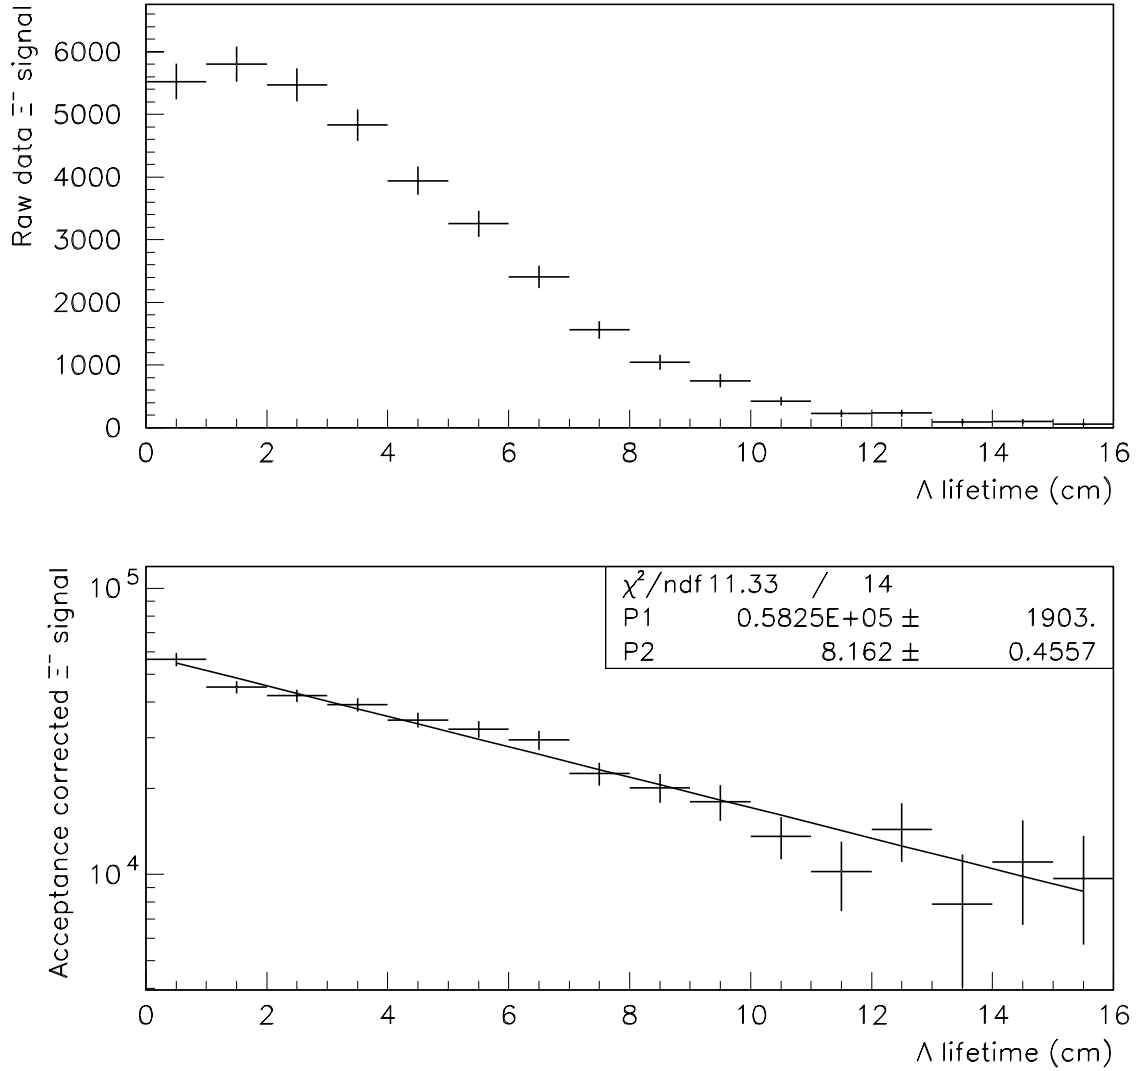 Raw data Ξ⁻ signal
6000
5000
4000
3000
2000
1000
0
0 2 4 6 8 10 12 14 16
Λ lifetime (cm)
Acceptance corrected Ξ⁻ signal
10⁵
10⁴
χ²/ndf 11.33 / 14
P1 0.5825E+05 ± 1903.
P2 8.162 ± 0.4557
0 2 4 6 8 10 12 14 16
Λ lifetime (cm)